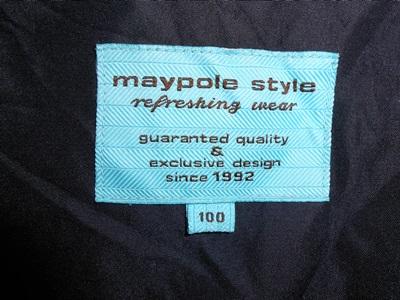 maypole style
refreshing wear
guaranted quality
&
exclusive design
since 1992
100